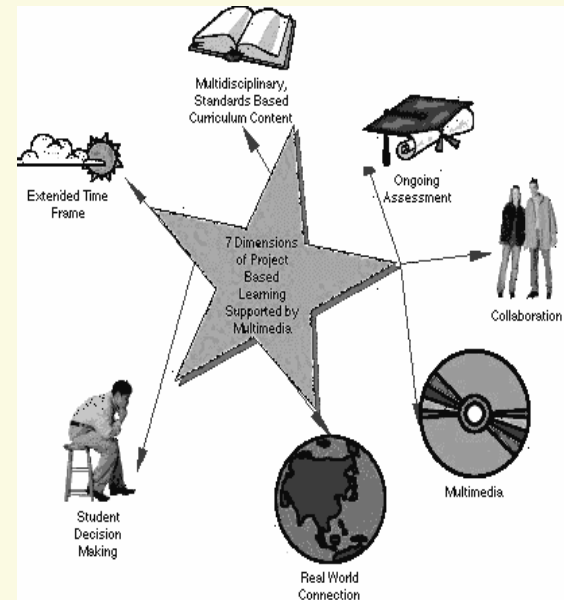 Multidisciplinary,
Standards Based
Curriculum Content
Ongoing
Assessment
Extended Time
Frame
7 Dimensions
of Project
Based
Learning
Supported by
Multimedia
Collaboration
Multimedia
Student
Decision
Making
Real World
Connection